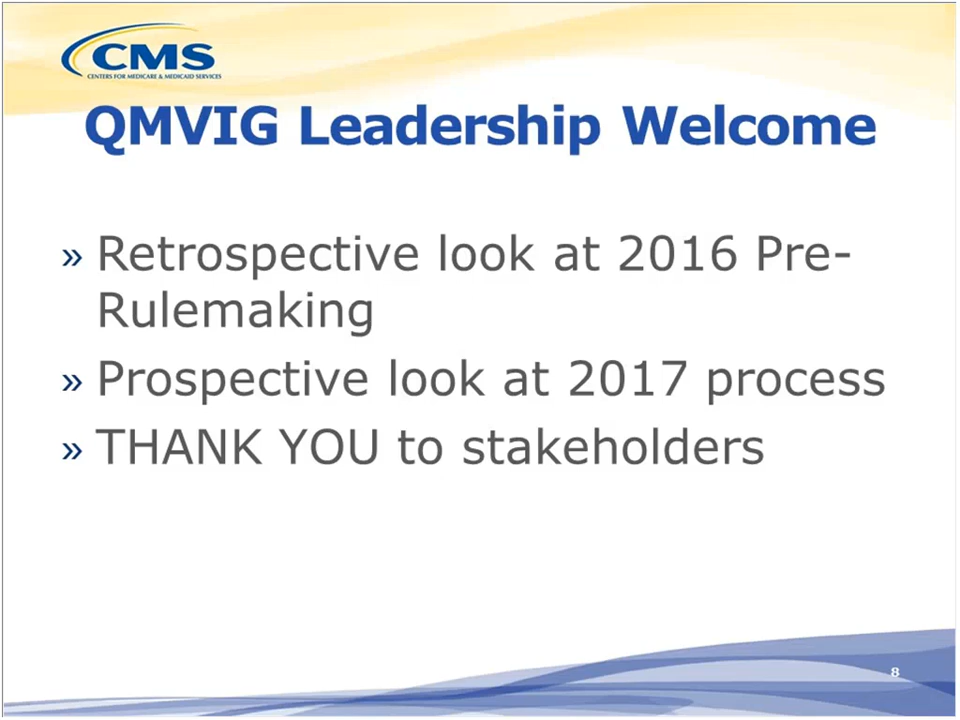 CMS
CENTERS FOR MEDICARE & MEDICAID SERVICES
QMVIG Leadership Welcome
» Retrospective look at 2016 Pre-
Rulemaking
» Prospective look at 2017 process
» THANK YOU to stakeholders
8